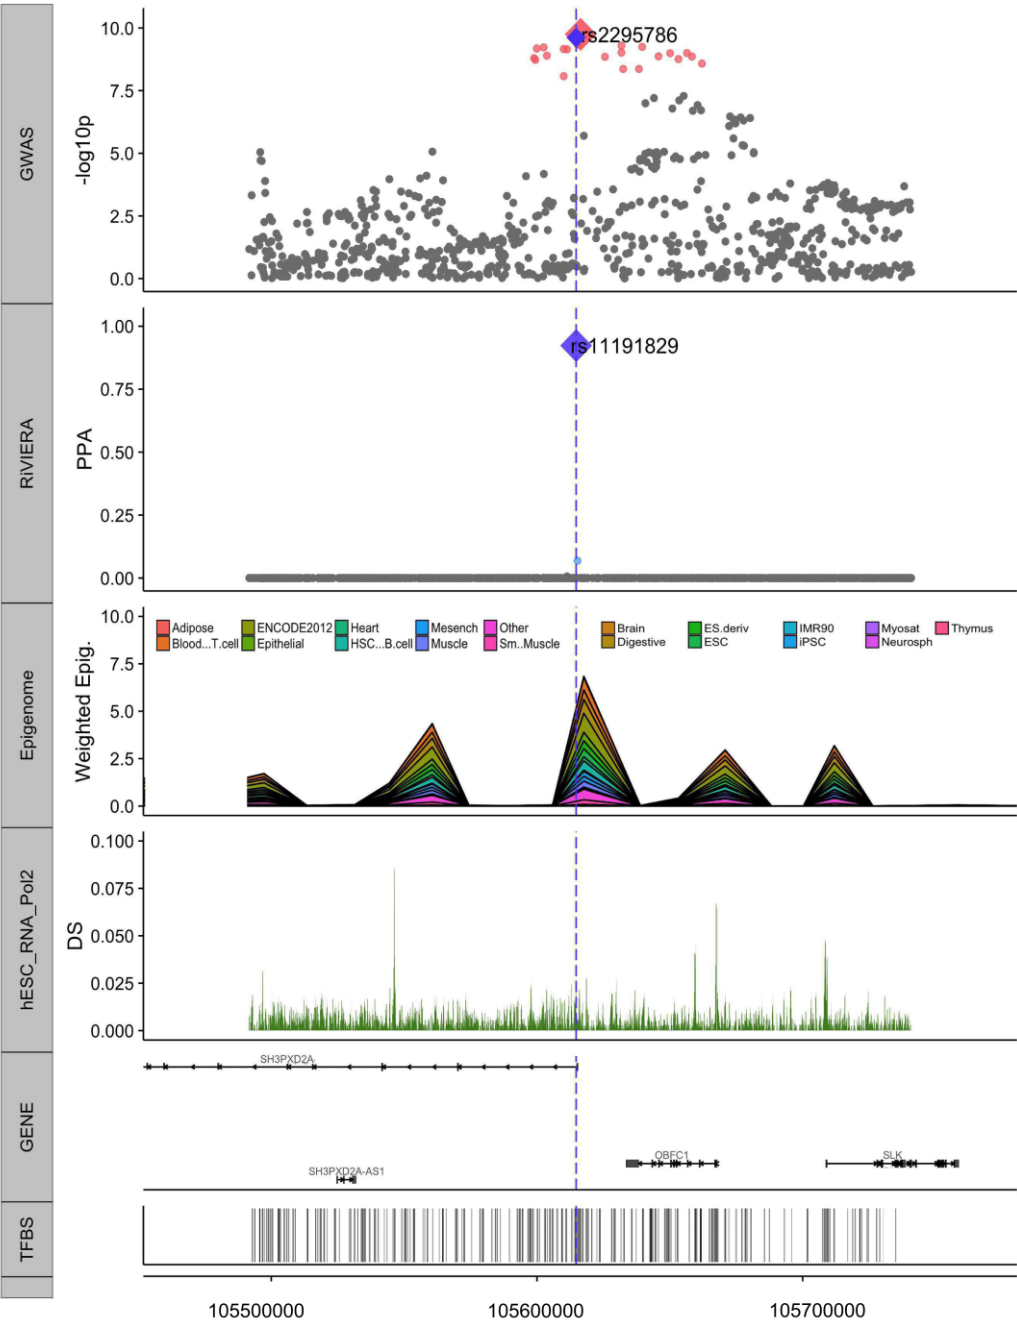 GWAS
-log10p
10.0
7.5
5.0
2.5
0.0
rs2295786
RiVIERA
PPA
1.00
0.75
0.50
0.25
0.00
rs11191829
Epigenome
Weighted Epig.
10.0
7.5
5.0
2.5
0.0
Adipose ENCODE2012 Heart Mesench Other Brain ES.deriv IMR90 Myosat Thymus
Blood...T.cell Epithelial HSC...B.cell Muscle Sm..Muscle Digestive ESC iPSC Neurosph
hESC_RNA_Pol2
DS
0.100
0.075
0.050
0.025
0.000
GENE
SH3PXD2A
SH3PXD2A-AS1
OBFC1
SLK
TFBS
105500000 105600000 105700000